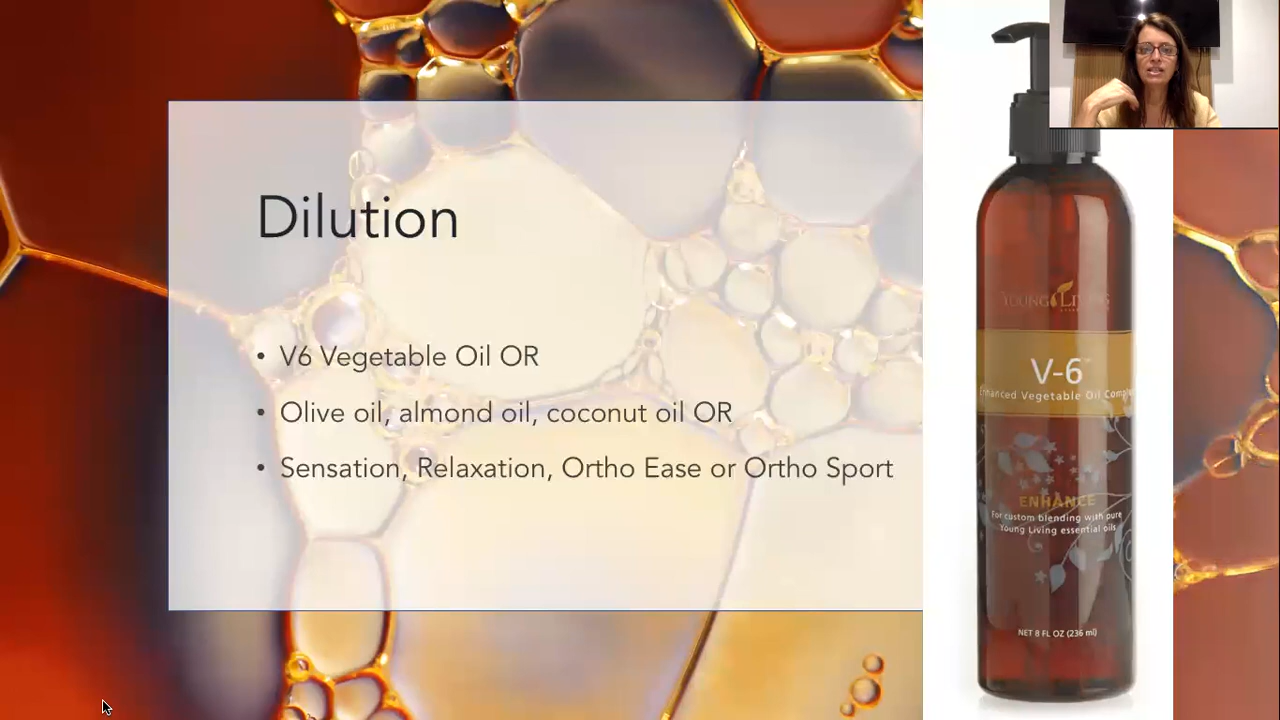 Dilution
• V6 Vegetable Oil OR
• Olive oil, almond oil, coconut oil OR
• Sensation, Relaxation, Ortho Ease or Ortho Sport
YOUNG LIVING
V-6™
Enhanced Vegetable Oil
ENHANCE
For custom blending with pure
Young Living essential oils
NET 8 FL OZ (236 ml)